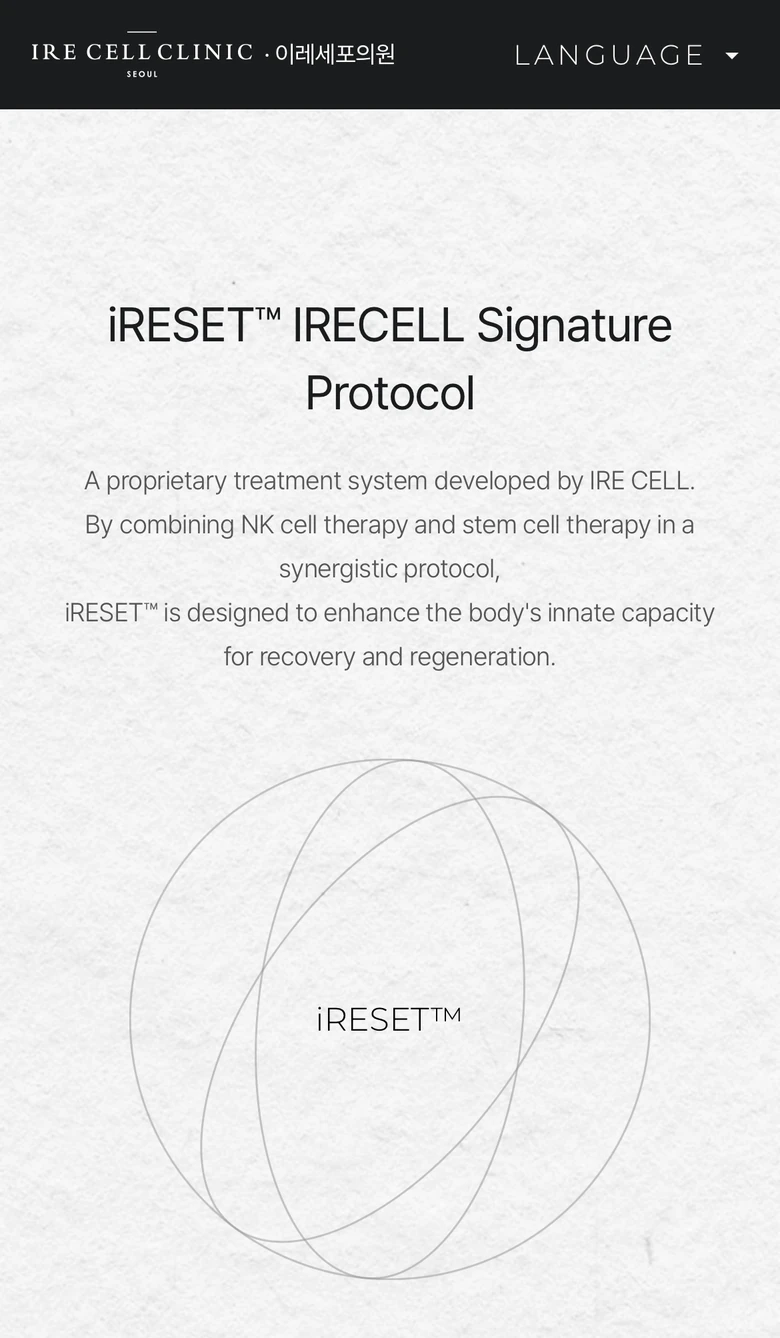 IRE CELL CLINIC · 이레세포의원
SEOUL
LANGUAGE
iRESET™ IRECELL Signature
Protocol
A proprietary treatment system developed by IRE CELL.
By combining NK cell therapy and stem cell therapy in a
synergistic protocol,
iRESET™ is designed to enhance the body's innate capacity
for recovery and regeneration.
iRESET™